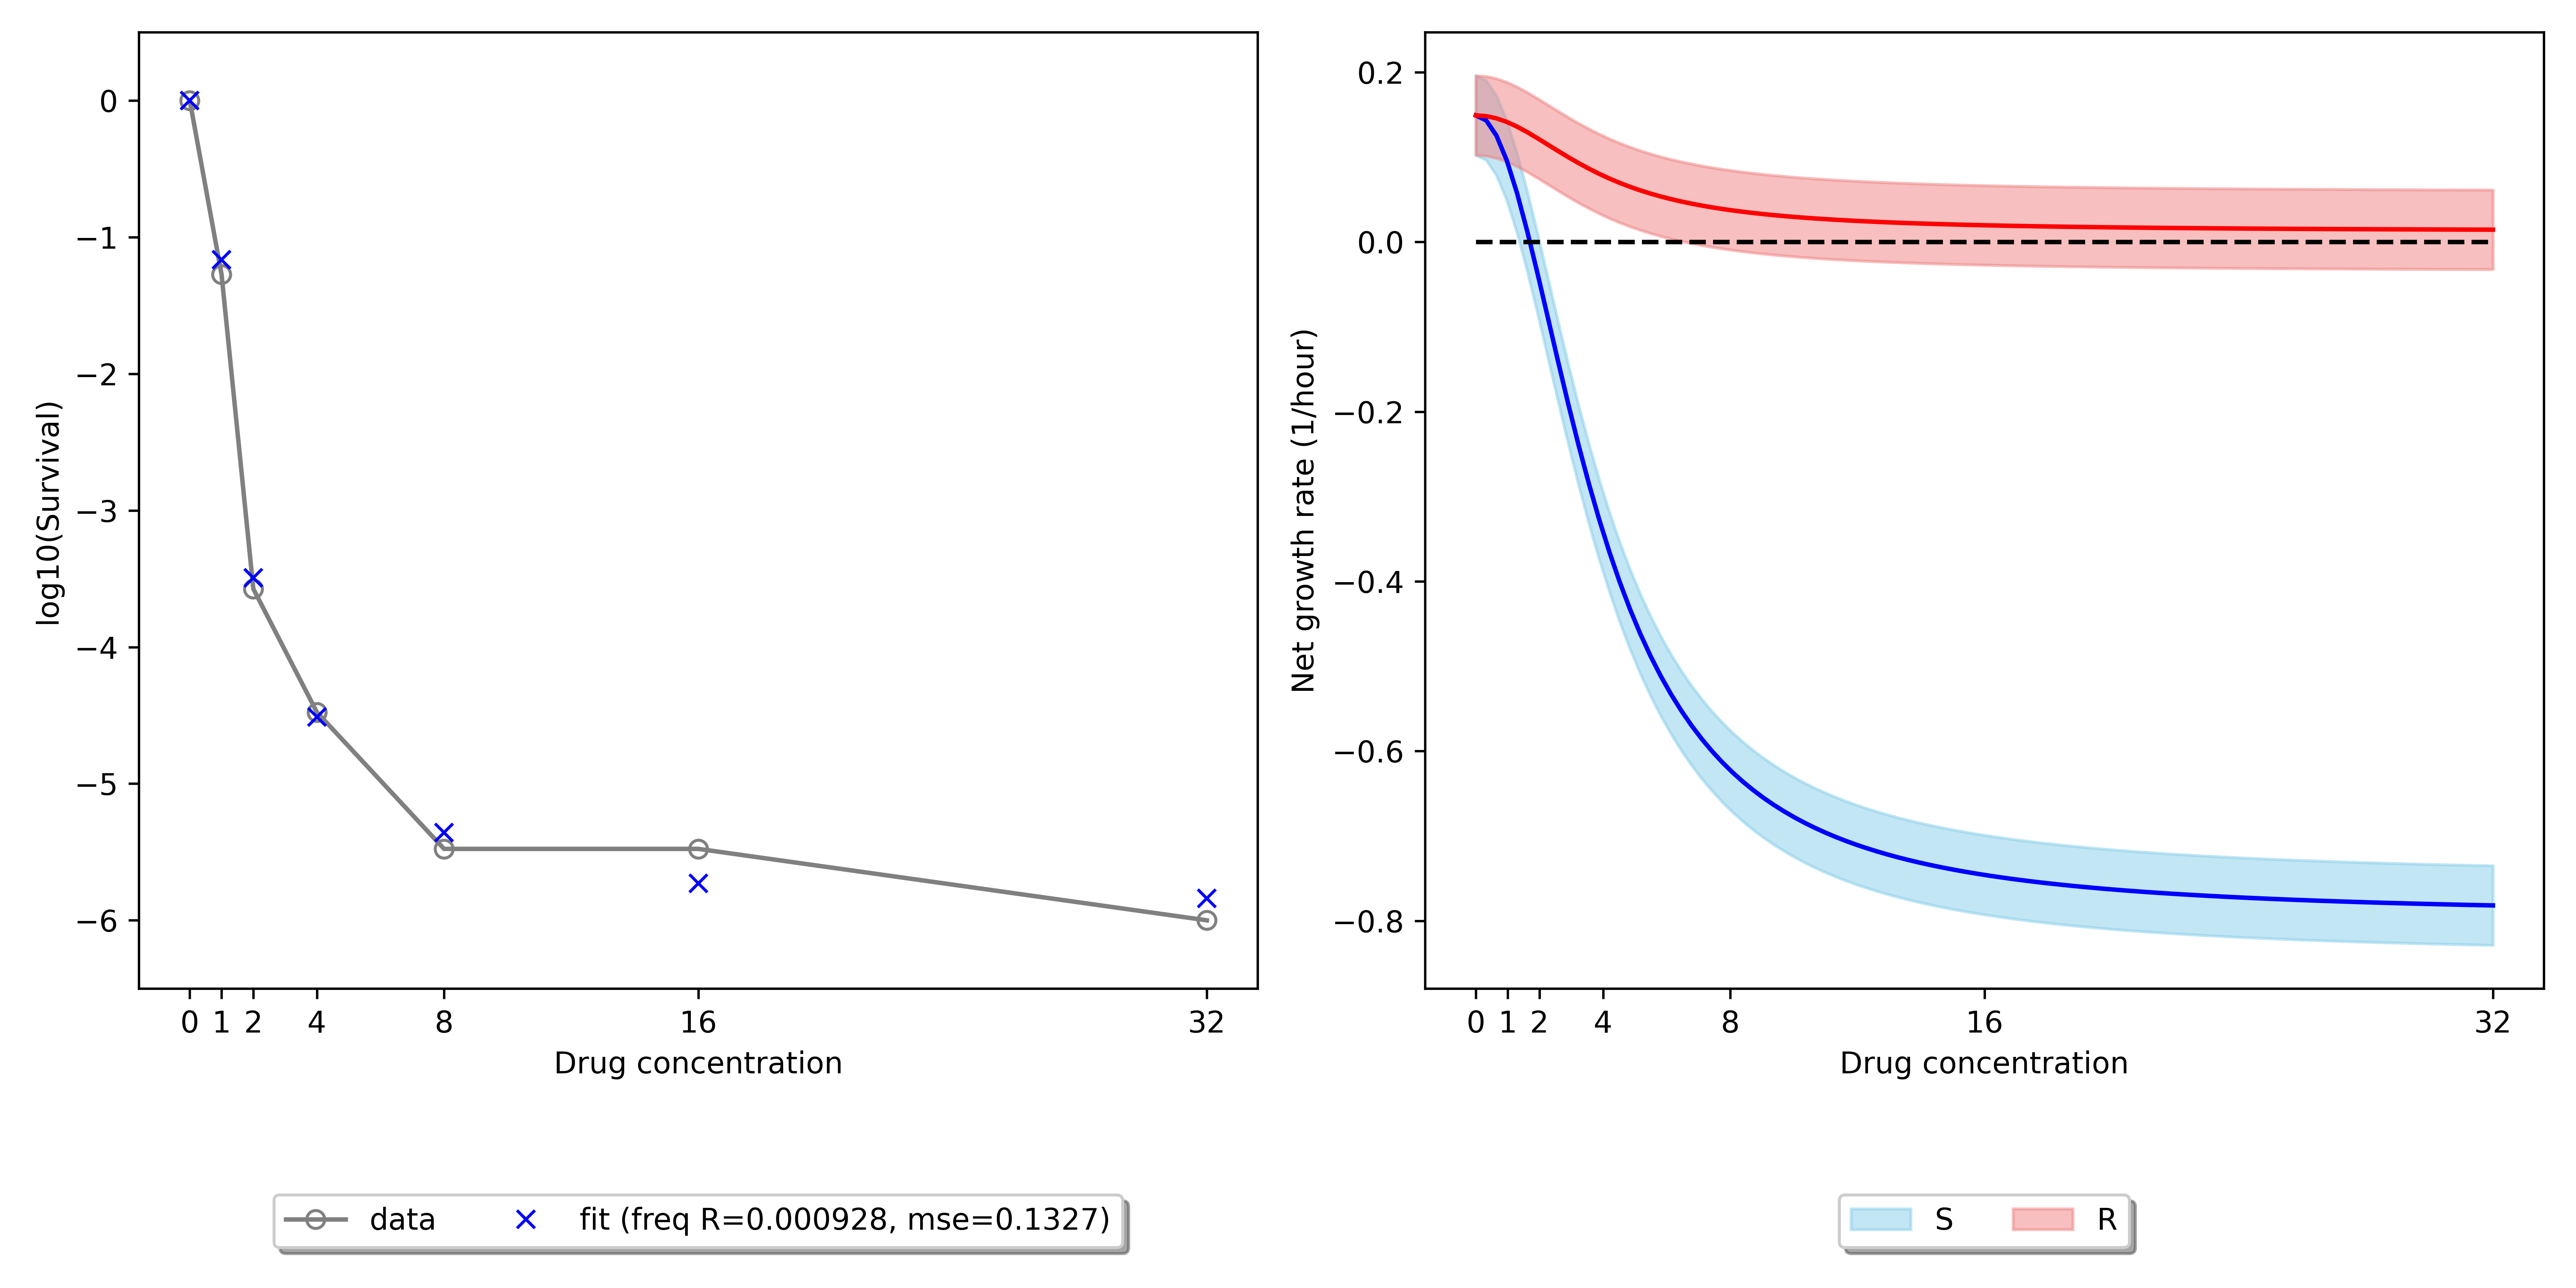 0
−1
−2
−3
−4
−5
−6
log10(Survival)
0 1 2 4 8 16 32
Drug concentration
data fit (freq R=0.000928, mse=0.1327)
0.2
0.0
−0.2
−0.4
−0.6
−0.8
Net growth rate (1/hour)
0 1 2 4 8 16 32
Drug concentration
S R